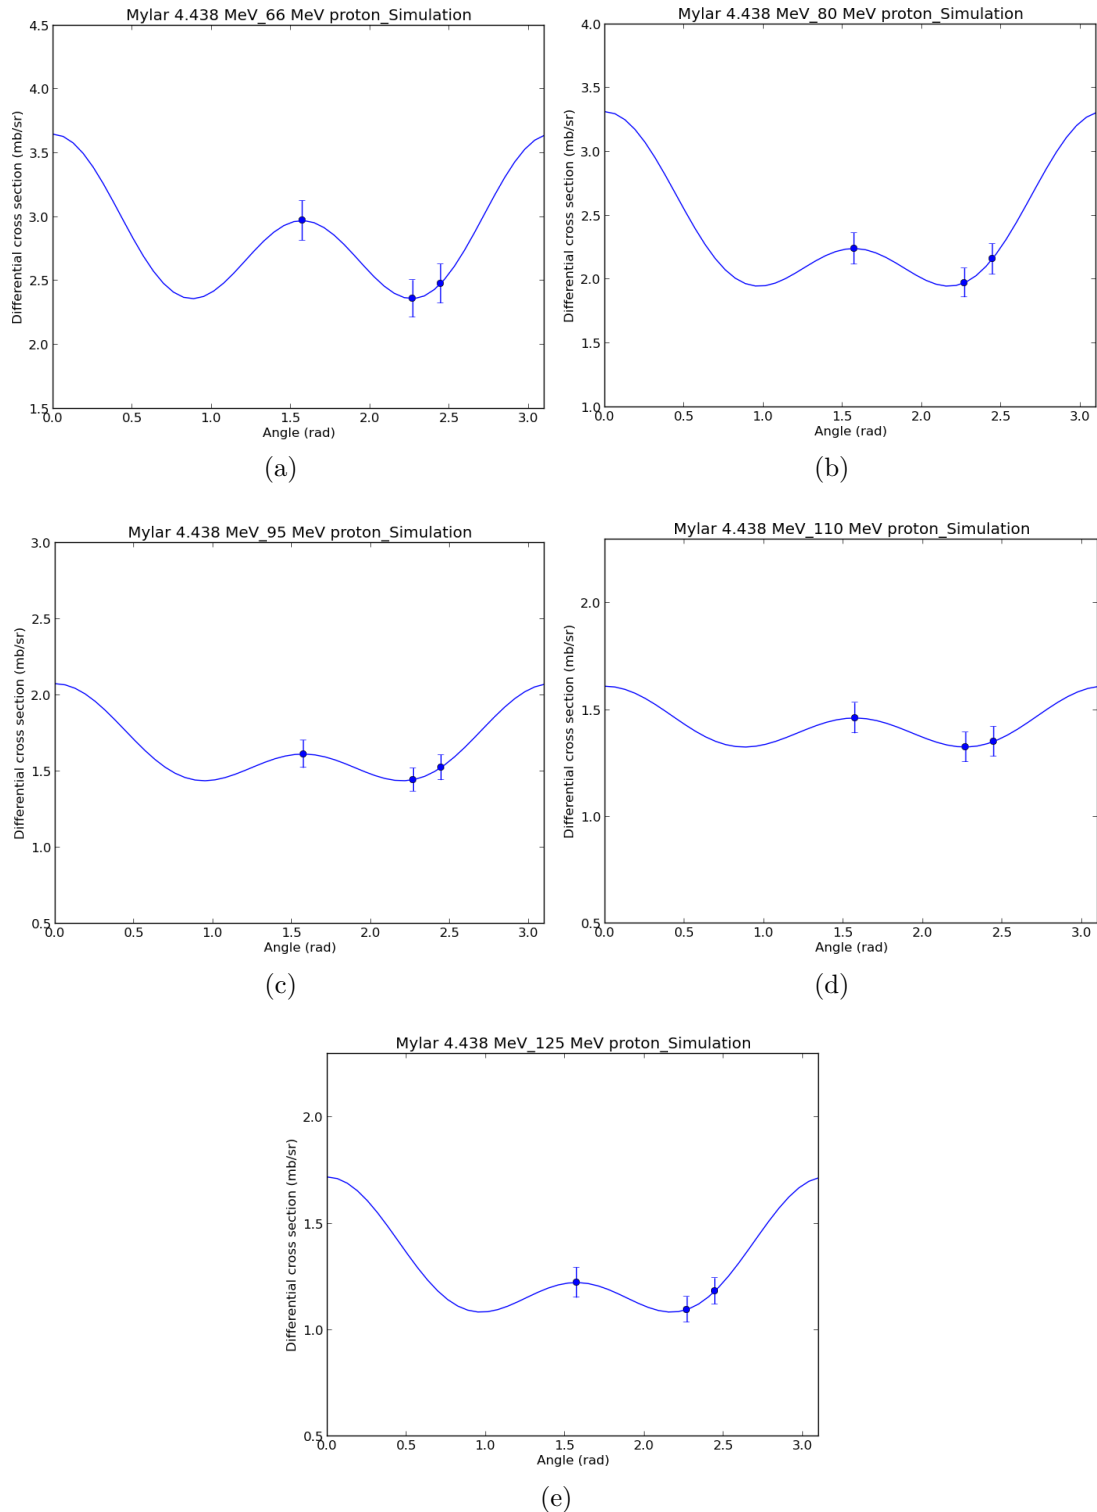 Mylar 4.438 MeV_66 MeV proton_Simulation
Differential cross section (mb/sr)
4.5
4.0
3.5
3.0
2.5
2.0
1.5
0.0 0.5 1.0 1.5 2.0 2.5 3.0
Angle (rad)
(a)
Mylar 4.438 MeV_80 MeV proton_Simulation
Differential cross section (mb/sr)
4.0
3.5
3.0
2.5
2.0
1.5
1.0
0.0 0.5 1.0 1.5 2.0 2.5 3.0
Angle (rad)
(b)
Mylar 4.438 MeV_95 MeV proton_Simulation
Differential cross section (mb/sr)
3.0
2.5
2.0
1.5
1.0
0.5
0.0 0.5 1.0 1.5 2.0 2.5 3.0
Angle (rad)
(c)
Mylar 4.438 MeV_110 MeV proton_Simulation
Differential cross section (mb/sr)
2.0
1.5
1.0
0.5
0.0 0.5 1.0 1.5 2.0 2.5 3.0
Angle (rad)
(d)
Mylar 4.438 MeV_125 MeV proton_Simulation
Differential cross section (mb/sr)
2.0
1.5
1.0
0.5
0.0 0.5 1.0 1.5 2.0 2.5 3.0
Angle (rad)
(e)